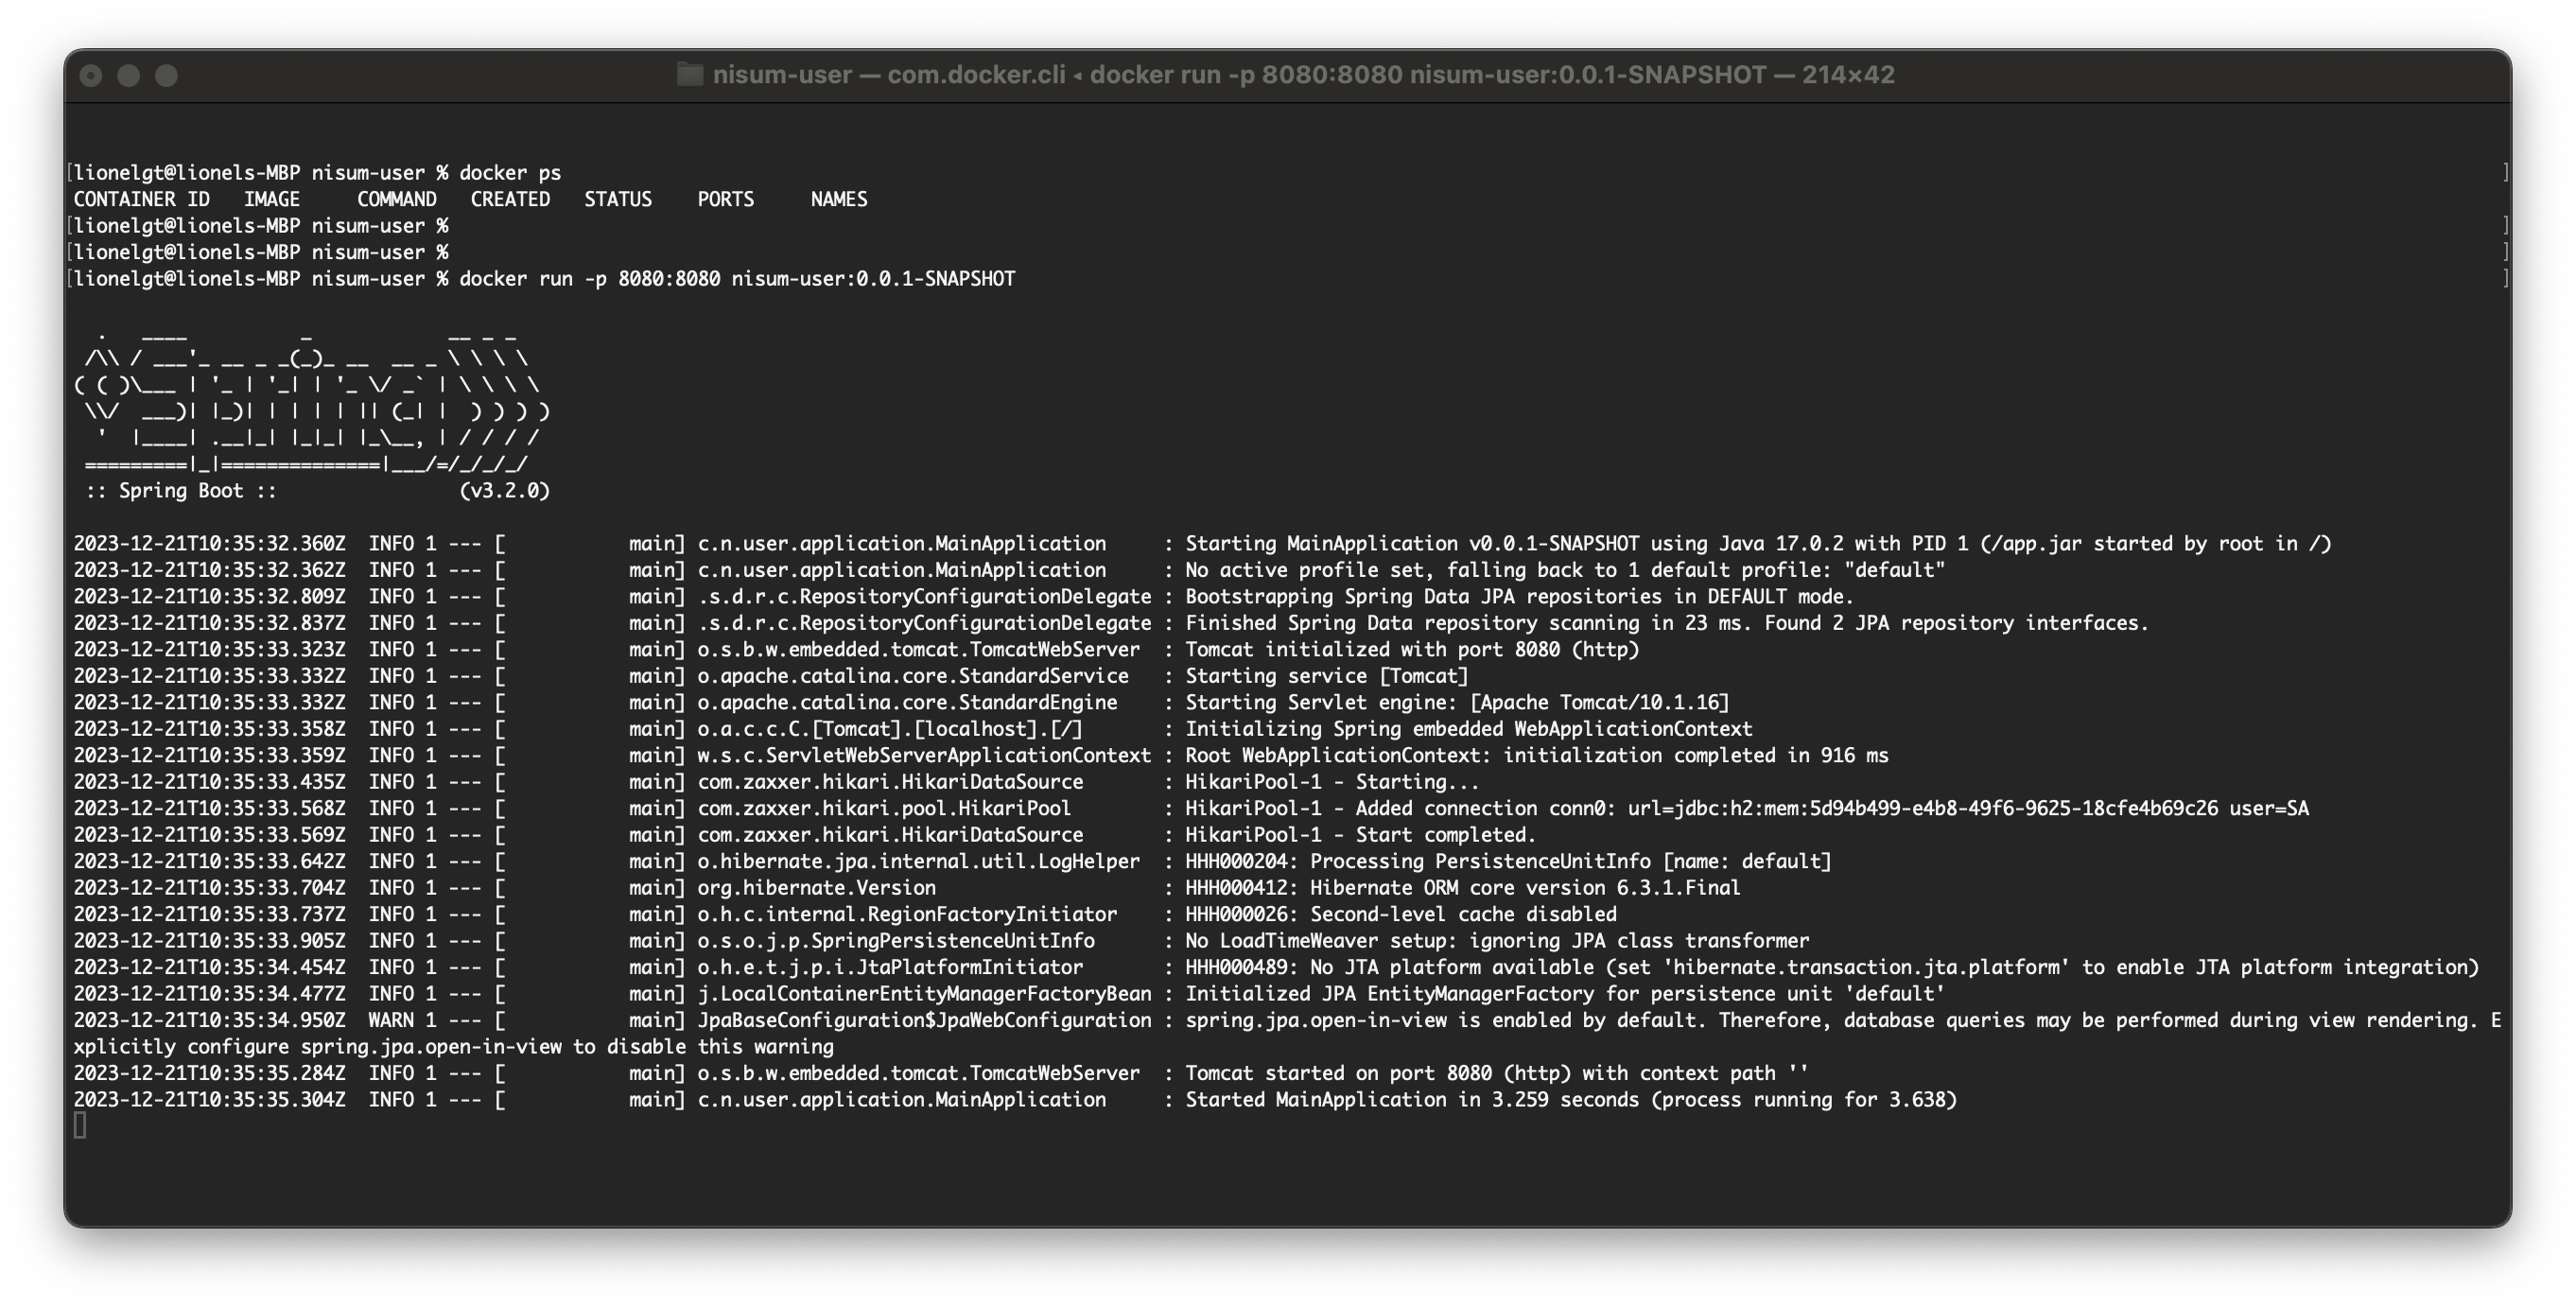 nisum-user — com.docker.cli ◂ docker run -p 8080:8080 nisum-user:0.0.1-SNAPSHOT — 214×42
[lionelgt@lionels-MBP nisum-user % docker ps ]
CONTAINER ID   IMAGE     COMMAND   CREATED   STATUS    PORTS     NAMES
[lionelgt@lionels-MBP nisum-user % ]
[lionelgt@lionels-MBP nisum-user % ]
[lionelgt@lionels-MBP nisum-user % docker run -p 8080:8080 nisum-user:0.0.1-SNAPSHOT ]
  .   ____          _            __ _ _
 /\\ / ___'_ __ _ _(_)_ __  __ _ \ \ \ \
( ( )\___ | '_ | '_| | '_ \/ _` | \ \ \ \
 \\/  ___)| |_)| | | | | || (_| |  ) ) ) )
  '  |____| .__|_| |_|_| |_\__, | / / / /
 =========|_|==============|___/=/_/_/_/
 :: Spring Boot ::                (v3.2.0)
2023-12-21T10:35:32.360Z  INFO 1 --- [           main] c.n.user.application.MainApplication     : Starting MainApplication v0.0.1-SNAPSHOT using Java 17.0.2 with PID 1 (/app.jar started by root in /)
2023-12-21T10:35:32.362Z  INFO 1 --- [           main] c.n.user.application.MainApplication     : No active profile set, falling back to 1 default profile: "default"
2023-12-21T10:35:32.809Z  INFO 1 --- [           main] .s.d.r.c.RepositoryConfigurationDelegate : Bootstrapping Spring Data JPA repositories in DEFAULT mode.
2023-12-21T10:35:32.837Z  INFO 1 --- [           main] .s.d.r.c.RepositoryConfigurationDelegate : Finished Spring Data repository scanning in 23 ms. Found 2 JPA repository interfaces.
2023-12-21T10:35:33.323Z  INFO 1 --- [           main] o.s.b.w.embedded.tomcat.TomcatWebServer  : Tomcat initialized with port 8080 (http)
2023-12-21T10:35:33.332Z  INFO 1 --- [           main] o.apache.catalina.core.StandardService   : Starting service [Tomcat]
2023-12-21T10:35:33.332Z  INFO 1 --- [           main] o.apache.catalina.core.StandardEngine    : Starting Servlet engine: [Apache Tomcat/10.1.16]
2023-12-21T10:35:33.358Z  INFO 1 --- [           main] o.a.c.c.C.[Tomcat].[localhost].[/]       : Initializing Spring embedded WebApplicationContext
2023-12-21T10:35:33.359Z  INFO 1 --- [           main] w.s.c.ServletWebServerApplicationContext : Root WebApplicationContext: initialization completed in 916 ms
2023-12-21T10:35:33.435Z  INFO 1 --- [           main] com.zaxxer.hikari.HikariDataSource       : HikariPool-1 - Starting...
2023-12-21T10:35:33.568Z  INFO 1 --- [           main] com.zaxxer.hikari.pool.HikariPool        : HikariPool-1 - Added connection conn0: url=jdbc:h2:mem:5d94b499-e4b8-49f6-9625-18cfe4b69c26 user=SA
2023-12-21T10:35:33.569Z  INFO 1 --- [           main] com.zaxxer.hikari.HikariDataSource       : HikariPool-1 - Start completed.
2023-12-21T10:35:33.642Z  INFO 1 --- [           main] o.hibernate.jpa.internal.util.LogHelper  : HHH000204: Processing PersistenceUnitInfo [name: default]
2023-12-21T10:35:33.704Z  INFO 1 --- [           main] org.hibernate.Version                    : HHH000412: Hibernate ORM core version 6.3.1.Final
2023-12-21T10:35:33.737Z  INFO 1 --- [           main] o.h.c.internal.RegionFactoryInitiator    : HHH000026: Second-level cache disabled
2023-12-21T10:35:33.905Z  INFO 1 --- [           main] o.s.o.j.p.SpringPersistenceUnitInfo      : No LoadTimeWeaver setup: ignoring JPA class transformer
2023-12-21T10:35:34.454Z  INFO 1 --- [           main] o.h.e.t.j.p.i.JtaPlatformInitiator       : HHH000489: No JTA platform available (set 'hibernate.transaction.jta.platform' to enable JTA platform integration)
2023-12-21T10:35:34.477Z  INFO 1 --- [           main] j.LocalContainerEntityManagerFactoryBean : Initialized JPA EntityManagerFactory for persistence unit 'default'
2023-12-21T10:35:34.950Z  WARN 1 --- [           main] JpaBaseConfiguration$JpaWebConfiguration : spring.jpa.open-in-view is enabled by default. Therefore, database queries may be performed during view rendering. E
xplicitly configure spring.jpa.open-in-view to disable this warning
2023-12-21T10:35:35.284Z  INFO 1 --- [           main] o.s.b.w.embedded.tomcat.TomcatWebServer  : Tomcat started on port 8080 (http) with context path ''
2023-12-21T10:35:35.304Z  INFO 1 --- [           main] c.n.user.application.MainApplication     : Started MainApplication in 3.259 seconds (process running for 3.638)